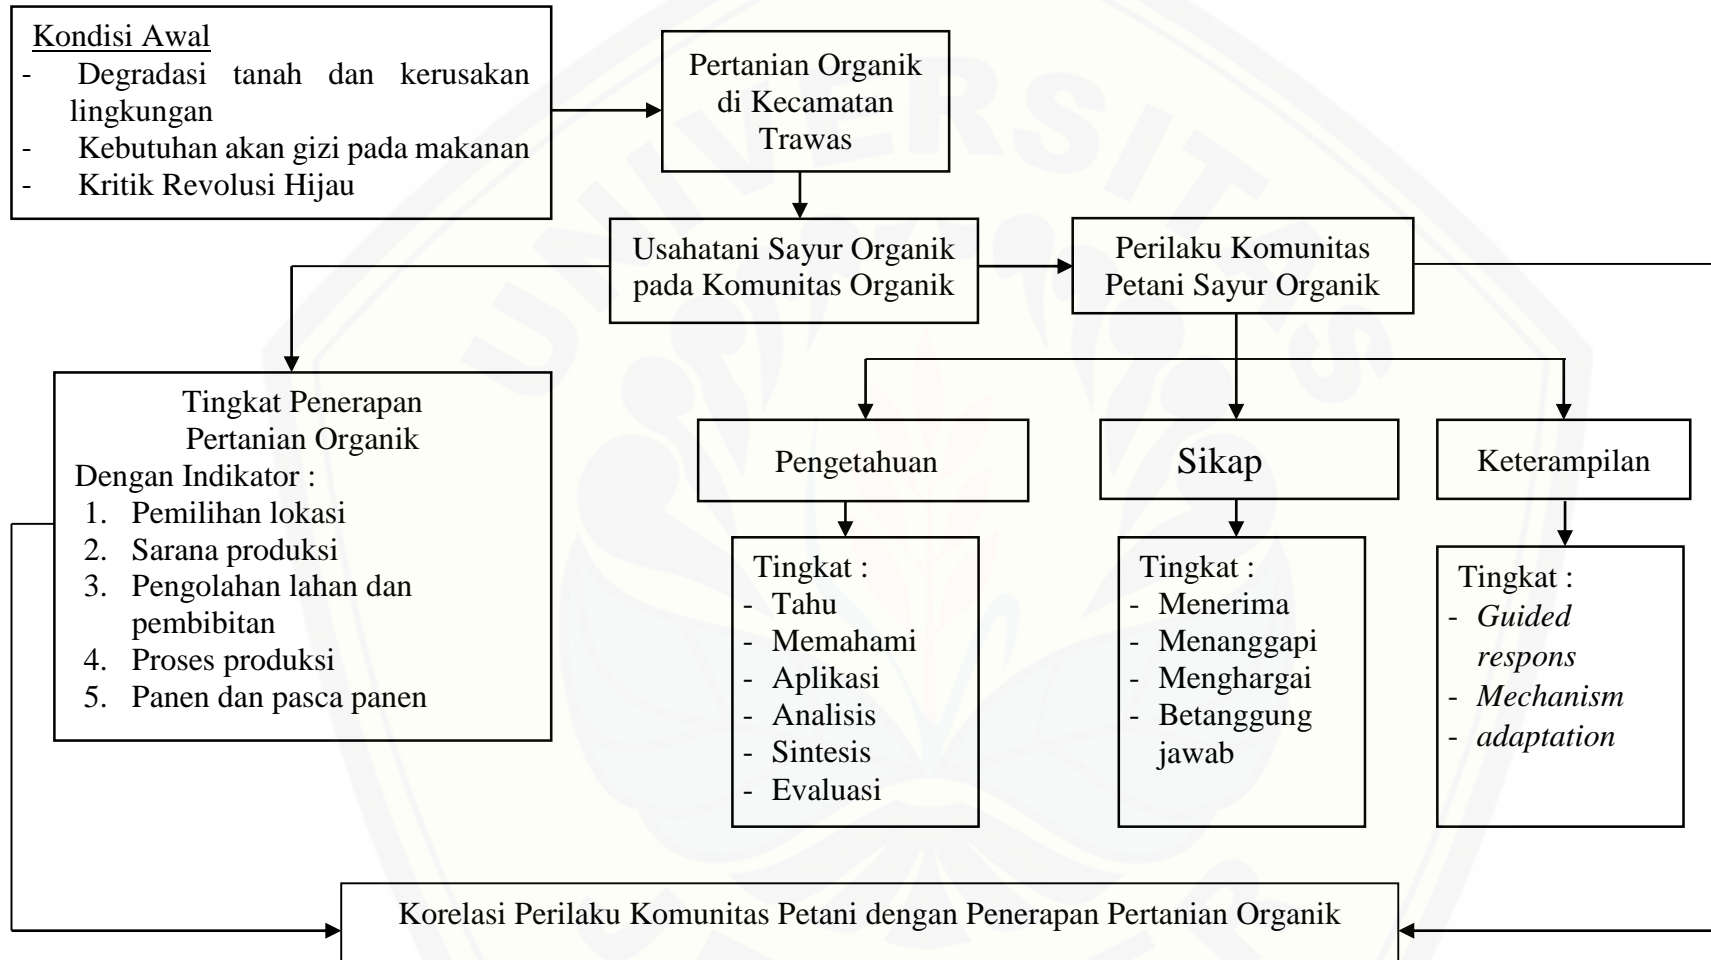 Kondisi Awal
- Degradasi tanah dan kerusakan
lingkungan
- Kebutuhan akan gizi pada makanan
- Kritik Revolusi Hijau
Pertanian Organik
di Kecamatan
Trawas
Usahatani Sayur Organik
pada Komunitas Organik
Perilaku Komunitas
Petani Sayur Organik
Tingkat Penerapan
Pertanian Organik
Dengan Indikator :
1. Pemilihan lokasi
2. Sarana produksi
3. Pengolahan lahan dan
pembibitan
4. Proses produksi
5. Panen dan pasca panen
Pengetahuan
Sikap
Keterampilan
Tingkat :
- Tahu
- Memahami
- Aplikasi
- Analisis
- Sintesis
- Evaluasi
Tingkat :
- Menerima
- Menanggapi
- Menghargai
- Betanggung
jawab
Tingkat :
- Guided
respons
- Mechanism
- adaptation
Korelasi Perilaku Komunitas Petani dengan Penerapan Pertanian Organik
UNIVERSITAS